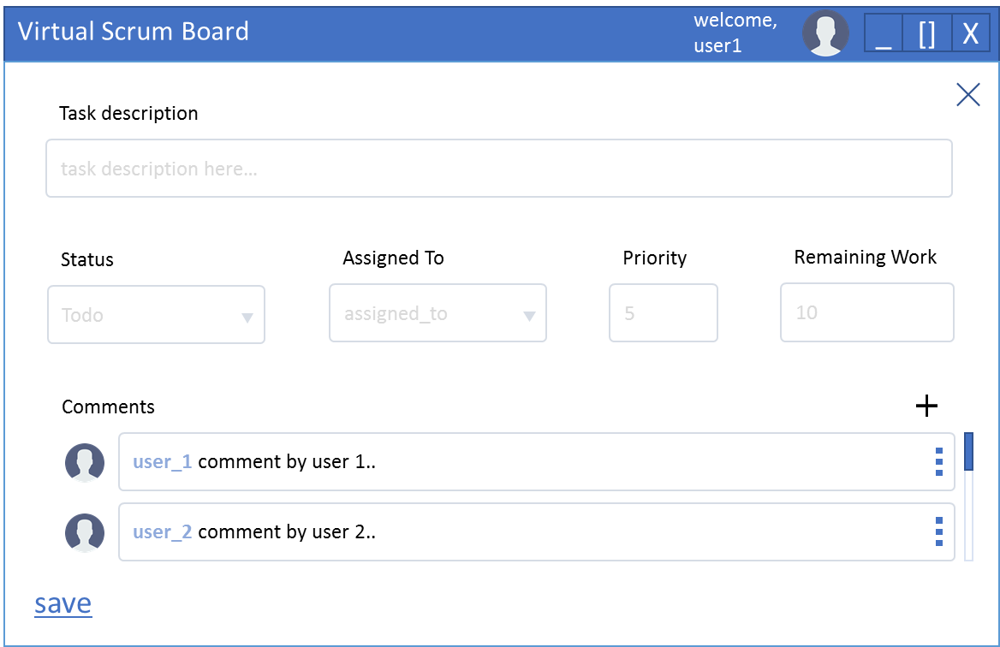 Virtual Scrum Board
welcome,
user1
_ [] X
Task description
task description here...
Status
Assigned To
Priority
Remaining Work
Todo
assigned_to
5
10
Comments
+
user_1 comment by user 1..
user_2 comment by user 2..
save